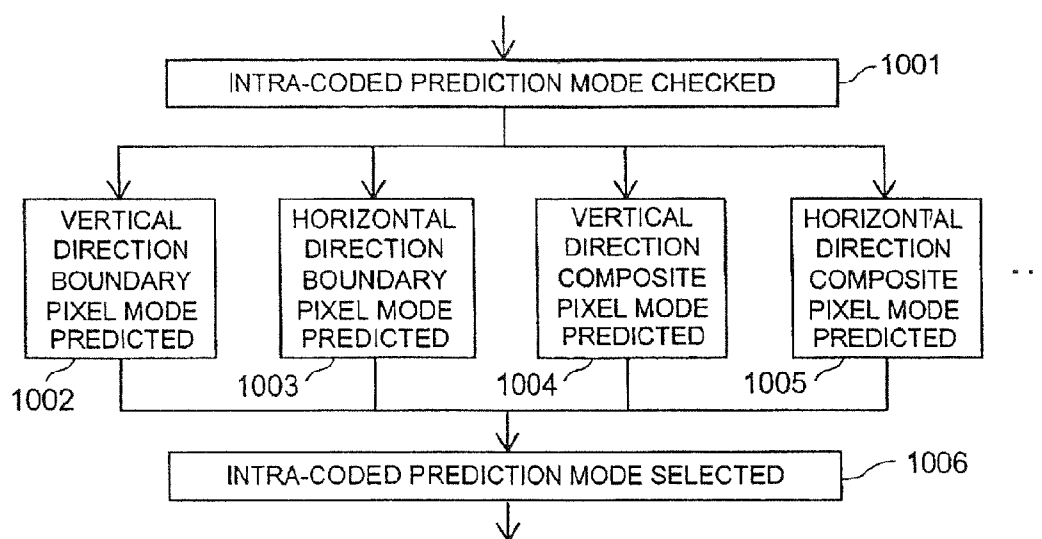 INTRA-CODED PREDICTION MODE CHECKED
1001
VERTICAL
DIRECTION
BOUNDARY
PIXEL MODE
PREDICTED
1002
HORIZONTAL
DIRECTION
BOUNDARY
PIXEL MODE
PREDICTED
1003
VERTICAL
DIRECTION
COMPOSITE
PIXEL MODE
PREDICTED
1004
HORIZONTAL
DIRECTION
COMPOSITE
PIXEL MODE
PREDICTED
1005
INTRA-CODED PREDICTION MODE SELECTED
1006